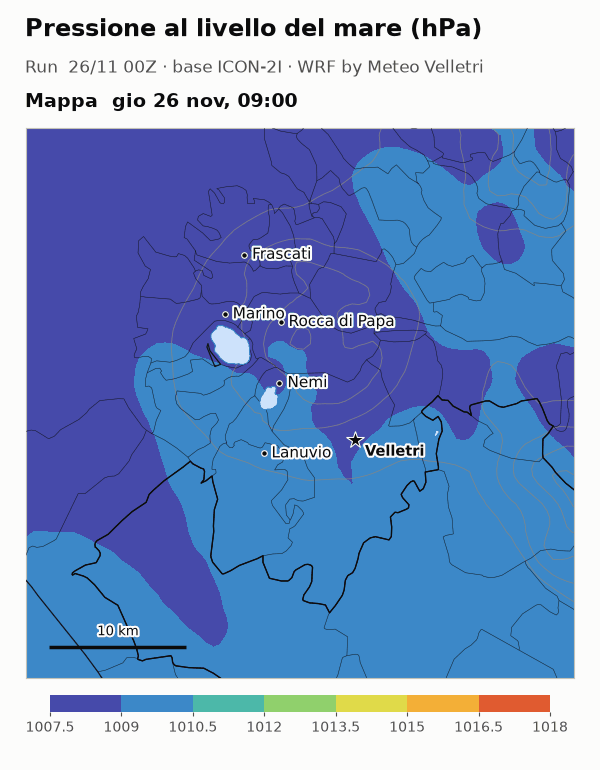 Pressione al livello del mare (hPa)
Run 26/11 00Z · base ICON-2I · WRF by Meteo Velletri
Mappa gio 26 nov, 09:00
Frascati
Marino
Rocca di Papa
Nemi
Velletri
Lanuvio
10 km
1007.5 1009 1010.5 1012 1013.5 1015 1016.5 1018